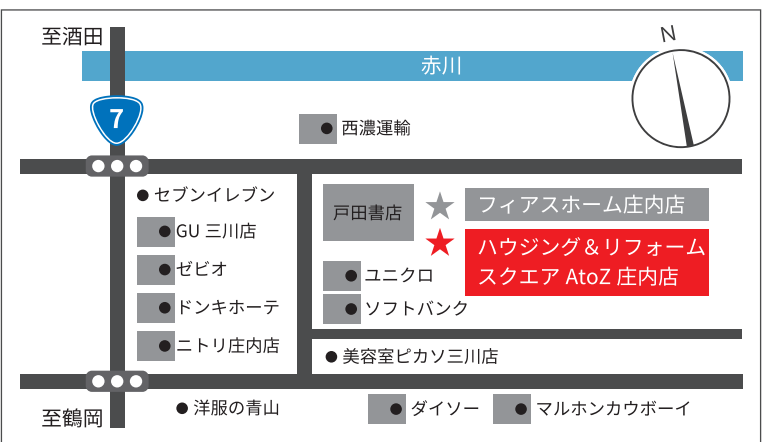 至酒田
N
赤川
7
西濃運輸
セブンイレブン
GU 三川店
ゼビオ
ドンキホーテ
ニトリ庄内店
戸田書店
フィアスホーム庄内店
ハウジング＆リフォーム
スクエア AtoZ 庄内店
ユニクロ
ソフトバンク
美容室ピカソ三川店
至鶴岡
洋服の青山
ダイソー
マルホンカウボーイ